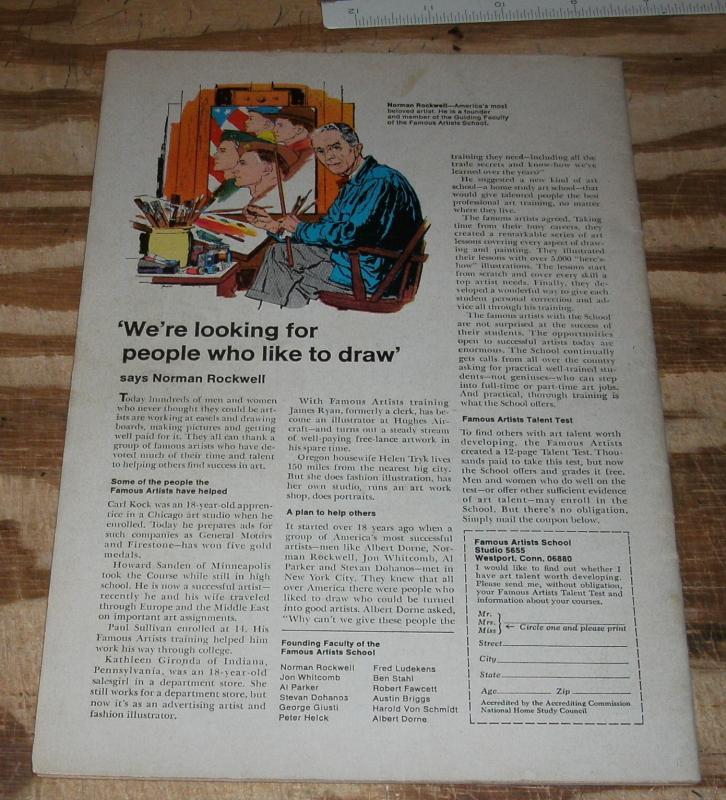 Norman Rockwell—America's most
beloved artist. He is a founder
and member of the Guiding Faculty
of the Famous Artists School.
'We're looking for
people who like to draw'
says Norman Rockwell
Today hundreds of men and women
who never thought they could be art-
ists are working at easels and drawing
boards, making pictures and getting
well paid for it. They all can thank a
group of famous artists who have de-
voted much of their time and talent
to helping others find success in art.
Some of the people the
Famous Artists have helped
Carl Kock was an 18-year-old appren-
tice in a Chicago art studio when he
enrolled. Today he prepares ads for
such companies as General Motors
and Firestone—has won five gold
medals.
Howard Sanden of Minneapolis
took the Course while still in high
school. He is now a successful artist—
recently he and his wife traveled
through Europe and the Middle East
on important art assignments.
Paul Sullivan enrolled at 14. His
Famous Artists training helped him
work his way through college.
Kathleen Gironda of Indiana,
Pennsylvania, was an 18-year-old
salesgirl in a department store. She
still works for a department store, but
now it's as an advertising artist and
fashion illustrator.
With Famous Artists training
James Ryan, formerly a clerk, has be-
come an illustrator at Hughes Air-
craft—and turns out a steady stream
of well-paying free-lance artwork in
his spare time.
Oregon housewife Helen Tryk lives
150 miles from the nearest big city.
But she does fashion illustration, has
her own studio, runs an art work
shop, does portraits.
A plan to help others
It started over 18 years ago when a
group of America's most successful
artists—men like Albert Dorne, Nor-
man Rockwell, Jon Whitcomb, Al
Parker and Stevan Dohanos—met in
New York City. They knew that all
over America there were people who
liked to draw who could be turned
into good artists. Albert Dorne asked,
"Why can't we give these people the
Founding Faculty of the
Famous Artists School
Norman Rockwell
Jon Whitcomb
Al Parker
Stevan Dohanos
George Giusti
Peter Helck
Fred Ludekens
Ben Stahl
Robert Fawcett
Austin Briggs
Harold Von Schmidt
Albert Dorne
training they need—including all the
trade secrets and know-how we've
learned over the years?"
He suggested a new kind of art
school—a home study art school—that
would give talented people the best
professional art training, no matter
where they live.
The famous artists agreed. Taking
time from their busy careers, they
created a remarkable series of art
lessons covering every aspect of draw-
ing and painting. They illustrated
their lessons with over 5,000 "here's
how" illustrations. The lessons start
from scratch and cover every skill a
top artist needs. Finally, they de-
veloped a wonderful way to give each
student personal correction and ad-
vice all through his training.
The famous artists with the School
are not surprised at the success of
their students. The opportunities
open to successful artists today are
enormous. The School continually
gets calls from all over the country
asking for practical well-trained stu-
dents—not geniuses—who can step
into full-time or part-time art jobs.
And practical, thorough training is
what the School offers.
Famous Artists Talent Test
To find others with art talent worth
developing, the Famous Artists
created a 12-page Talent Test. Thou-
sands paid to take this test, but now
the School offers and grades it free.
Men and women who do well on the
test—or offer other sufficient evidence
of art talent—may enroll in the
School. But there's no obligation.
Simply mail the coupon below.
Famous Artists School
Studio 5655
Westport, Conn. 06880
I would like to find out whether I
have art talent worth developing.
Please send me, without obligation,
your Famous Artists Talent Test and
information about your courses.
Mr.
Mrs.
Miss
Circle one and please print
Street
City
State
Age Zip
Accredited by the Accrediting Commission
National Home Study Council